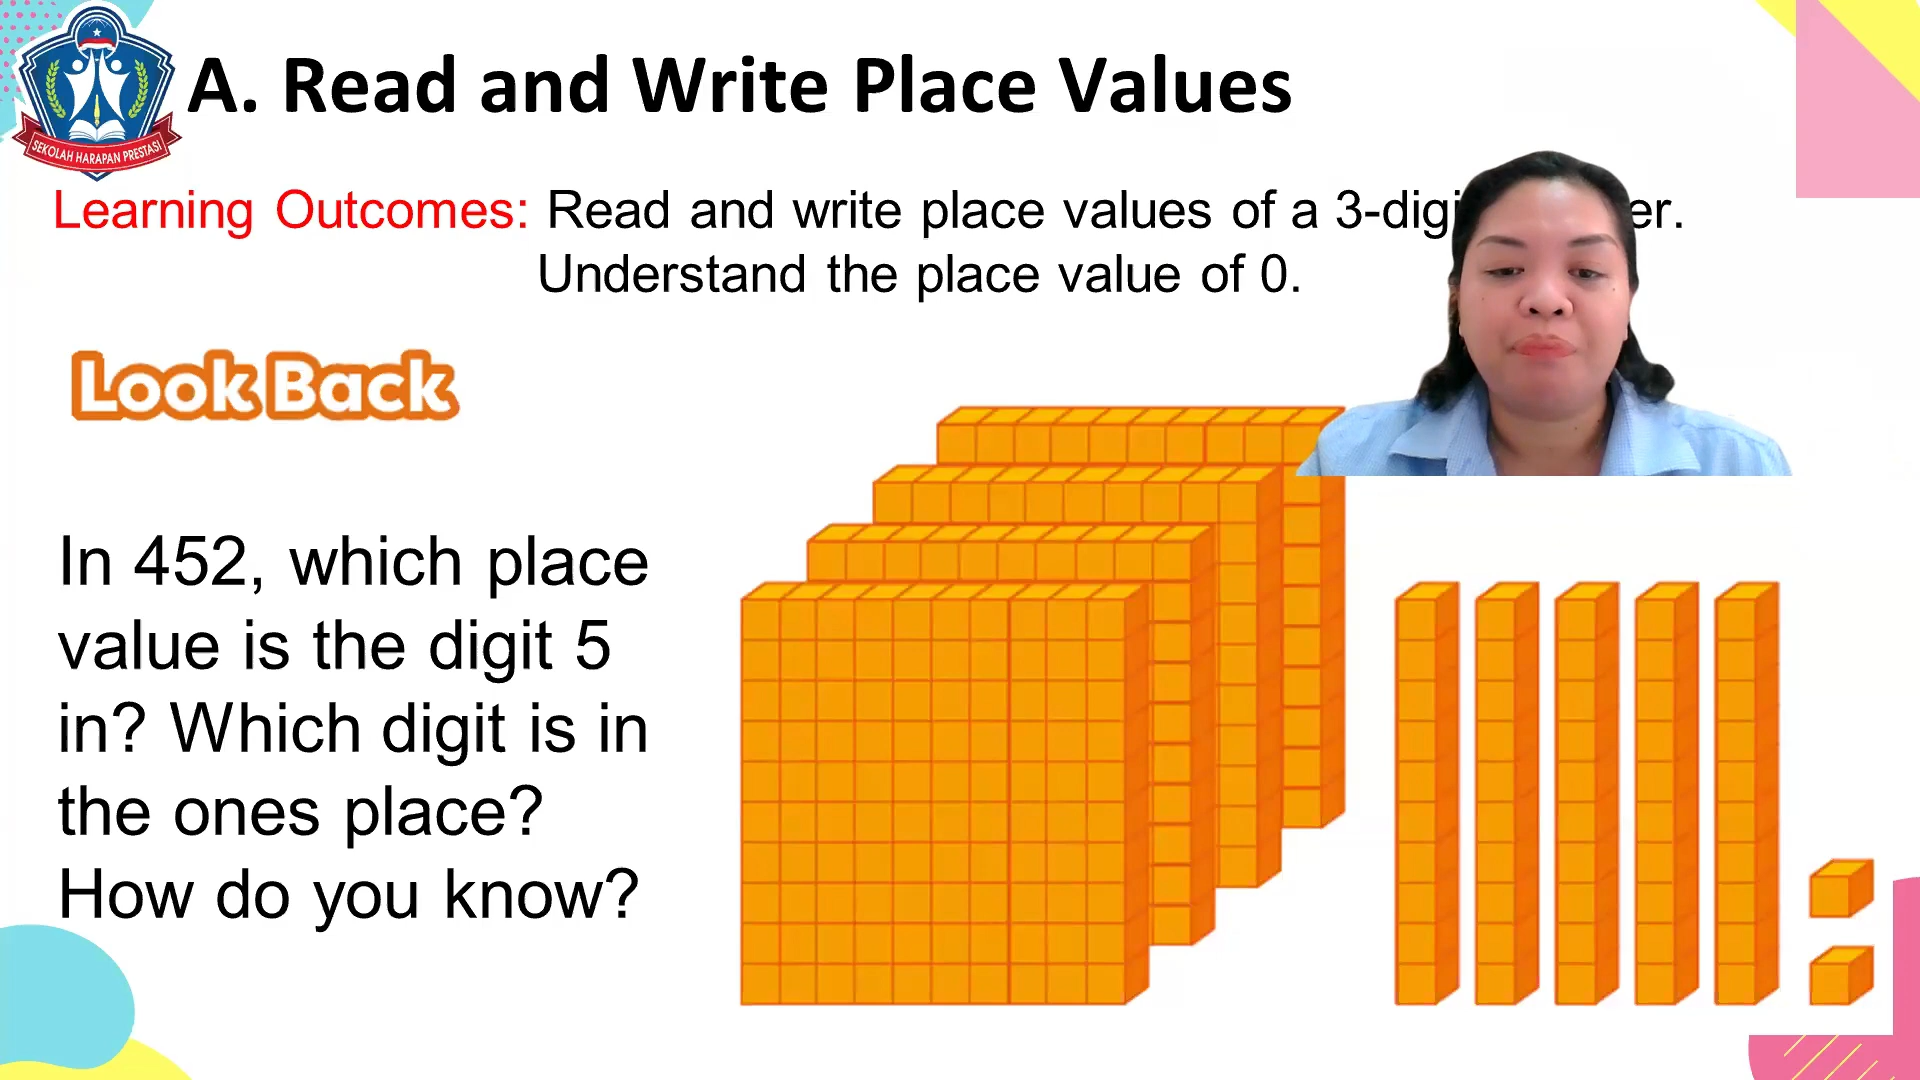 SEKOLAH HARAPAN PRESTASI
A. Read and Write Place Values
Learning Outcomes: Read and write place values of a 3-digi er.
Understand the place value of 0.
Look Back
In 452, which place
value is the digit 5
in? Which digit is in
the ones place?
How do you know?